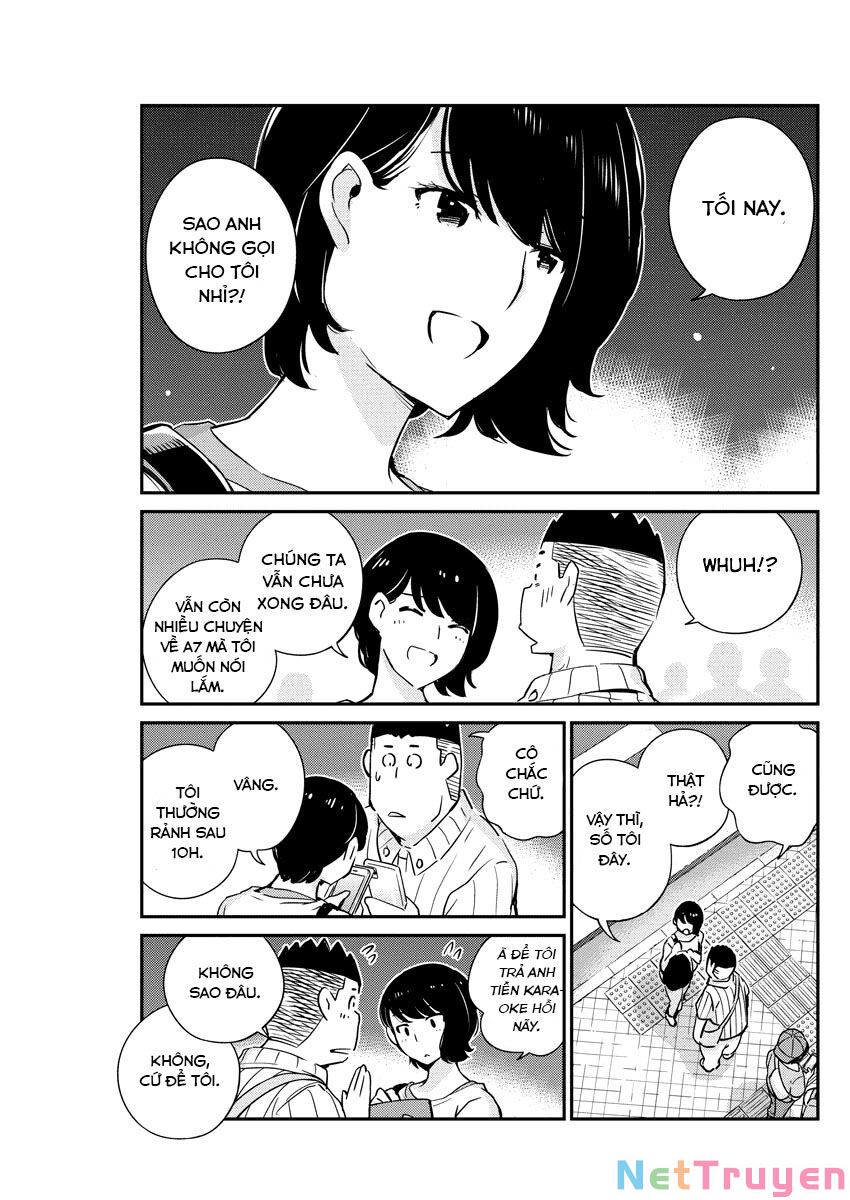 TỐI NAY.
SAO ANH
KHÔNG GỌI
CHO TÔI
NHỈ?!
WHUH!?
CHÚNG TA
VẪN CHƯA
XONG ĐÂU.
VẪN CÒN
NHIỀU CHUYỆN
VỀ A7 MÀ TÔI
MUỐN NÓI
LẮM.
CŨNG
ĐƯỢC.
THẬT
HẢ?!
VẬY THÌ,
SỐ TÔI
ĐÂY.
CÔ
CHẮC
CHỨ.
VÂNG.
TÔI
THƯỜNG
RẢNH SAU
10H.
Ã ĐỂ TÔI
TRẢ ANH
TIỀN KARA-
OKE HỒI
NÃY.
KHÔNG
SAO ĐÂU.
KHÔNG,
CỨ ĐỂ TÔI.
NetTruyen